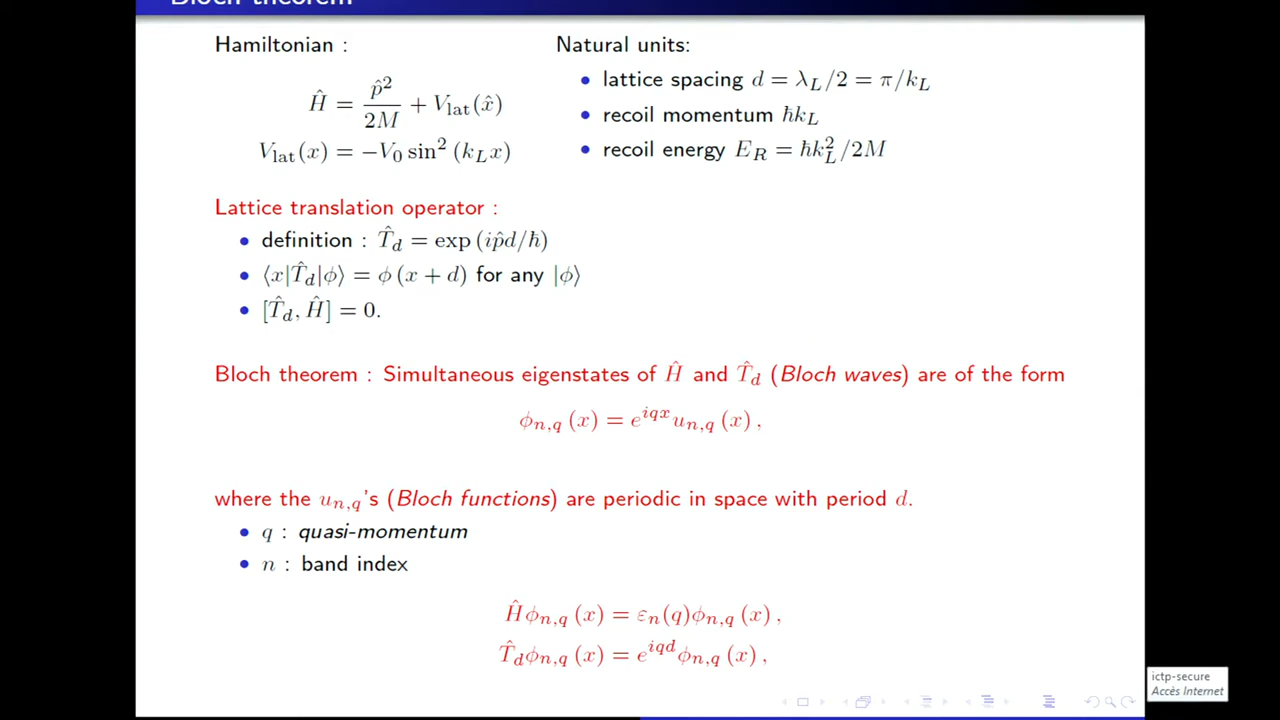 Bloch theorem
Hamiltonian :
Ĥ = p̂²/2M + V_lat(x̂)
V_lat(x) = −V₀ sin² (k_L x)
Natural units:
• lattice spacing d = λ_L/2 = π/k_L
• recoil momentum ħk_L
• recoil energy E_R = ħk_L²/2M
Lattice translation operator :
• definition : T̂_d = exp (ip̂d/ħ)
• ⟨x|T̂_d|ϕ⟩ = ϕ (x + d) for any |ϕ⟩
• [T̂_d, Ĥ] = 0.
Bloch theorem : Simultaneous eigenstates of Ĥ and T̂_d (Bloch waves) are of the form
ϕ_{n,q} (x) = e^{iqx} u_{n,q} (x) ,
where the u_{n,q}'s (Bloch functions) are periodic in space with period d.
• q : quasi-momentum
• n : band index
Ĥϕ_{n,q} (x) = ε_n(q)ϕ_{n,q} (x) ,
T̂_dϕ_{n,q} (x) = e^{iqd}ϕ_{n,q} (x) ,
ictp-secure
Accès Internet